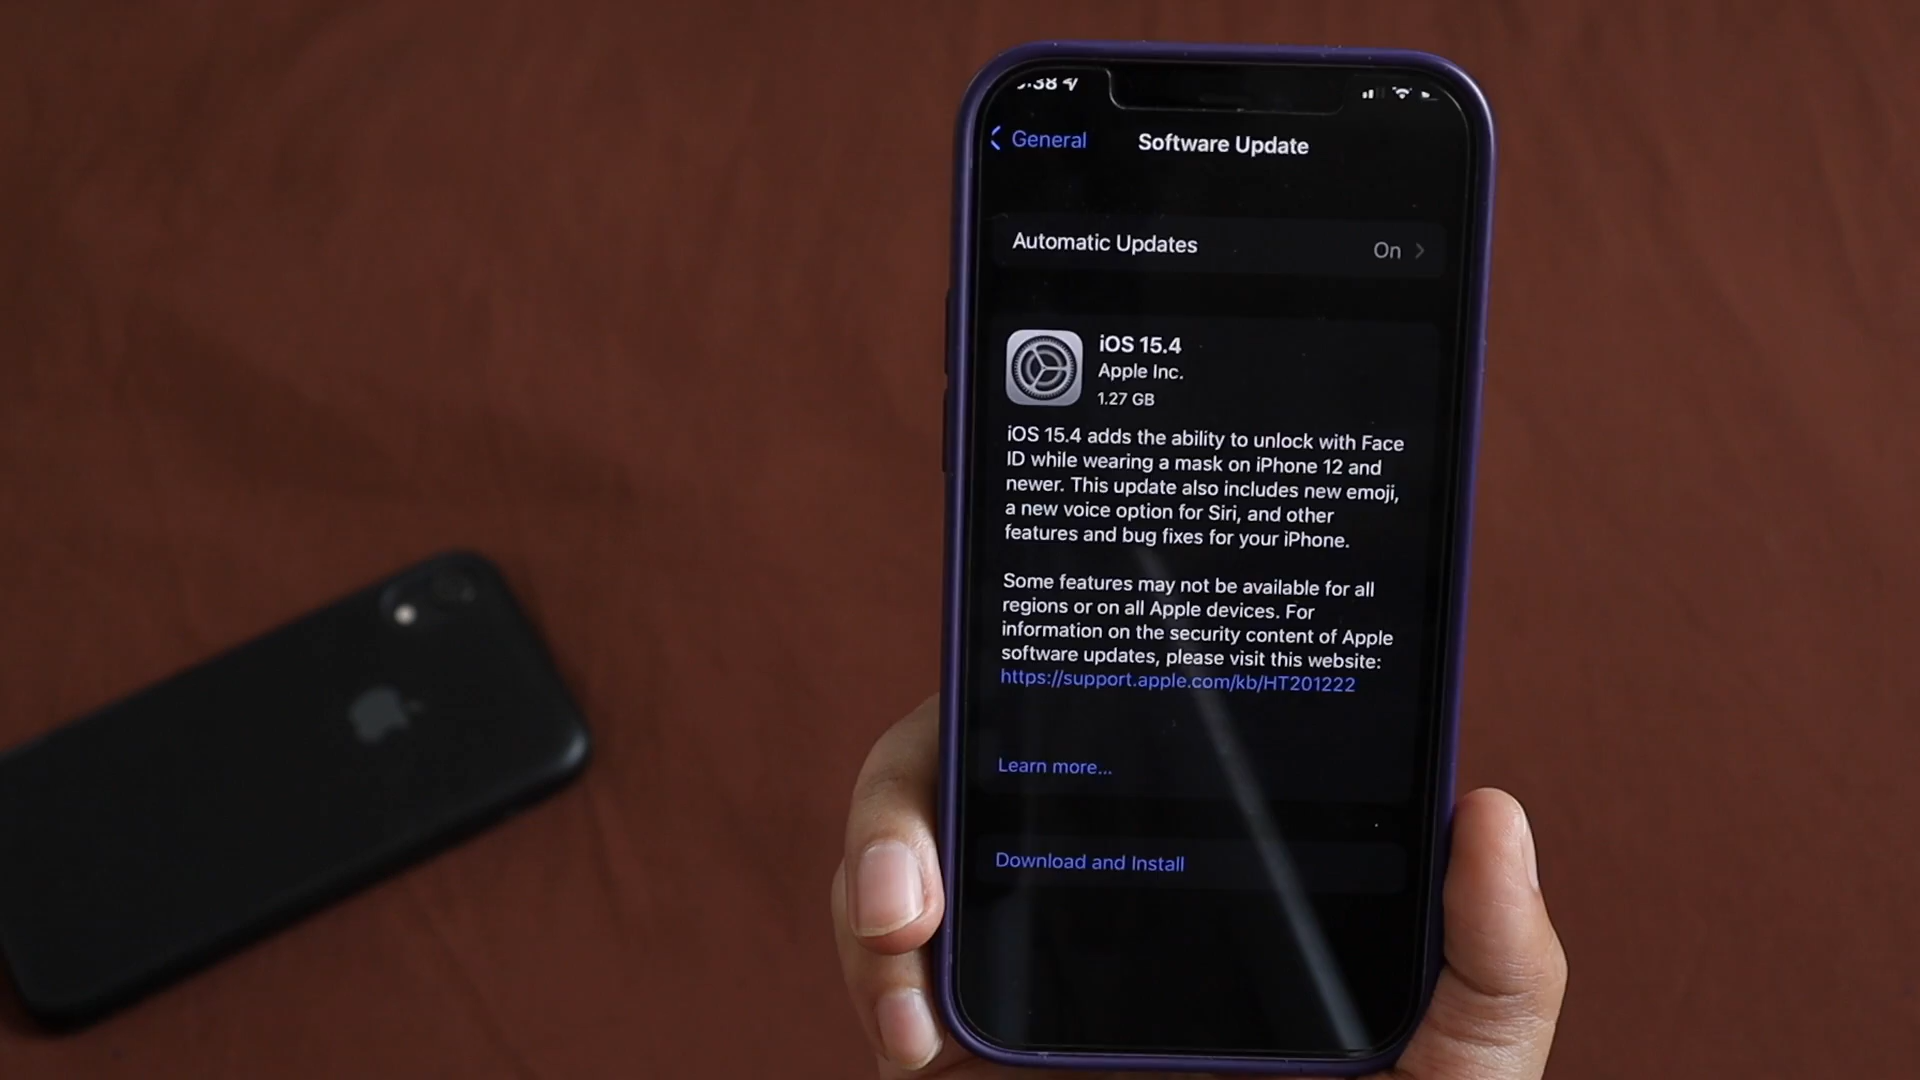 General
Software Update
Automatic Updates
On
iOS 15.4
Apple Inc.
1.27 GB
iOS 15.4 adds the ability to unlock with Face
ID while wearing a mask on iPhone 12 and
newer. This update also includes new emoji,
a new voice option for Siri, and other
features and bug fixes for your iPhone.
Some features may not be available for all
regions or on all Apple devices. For
information on the security content of Apple
software updates, please visit this website:
https://support.apple.com/kb/HT201222
Learn more...
Download and Install